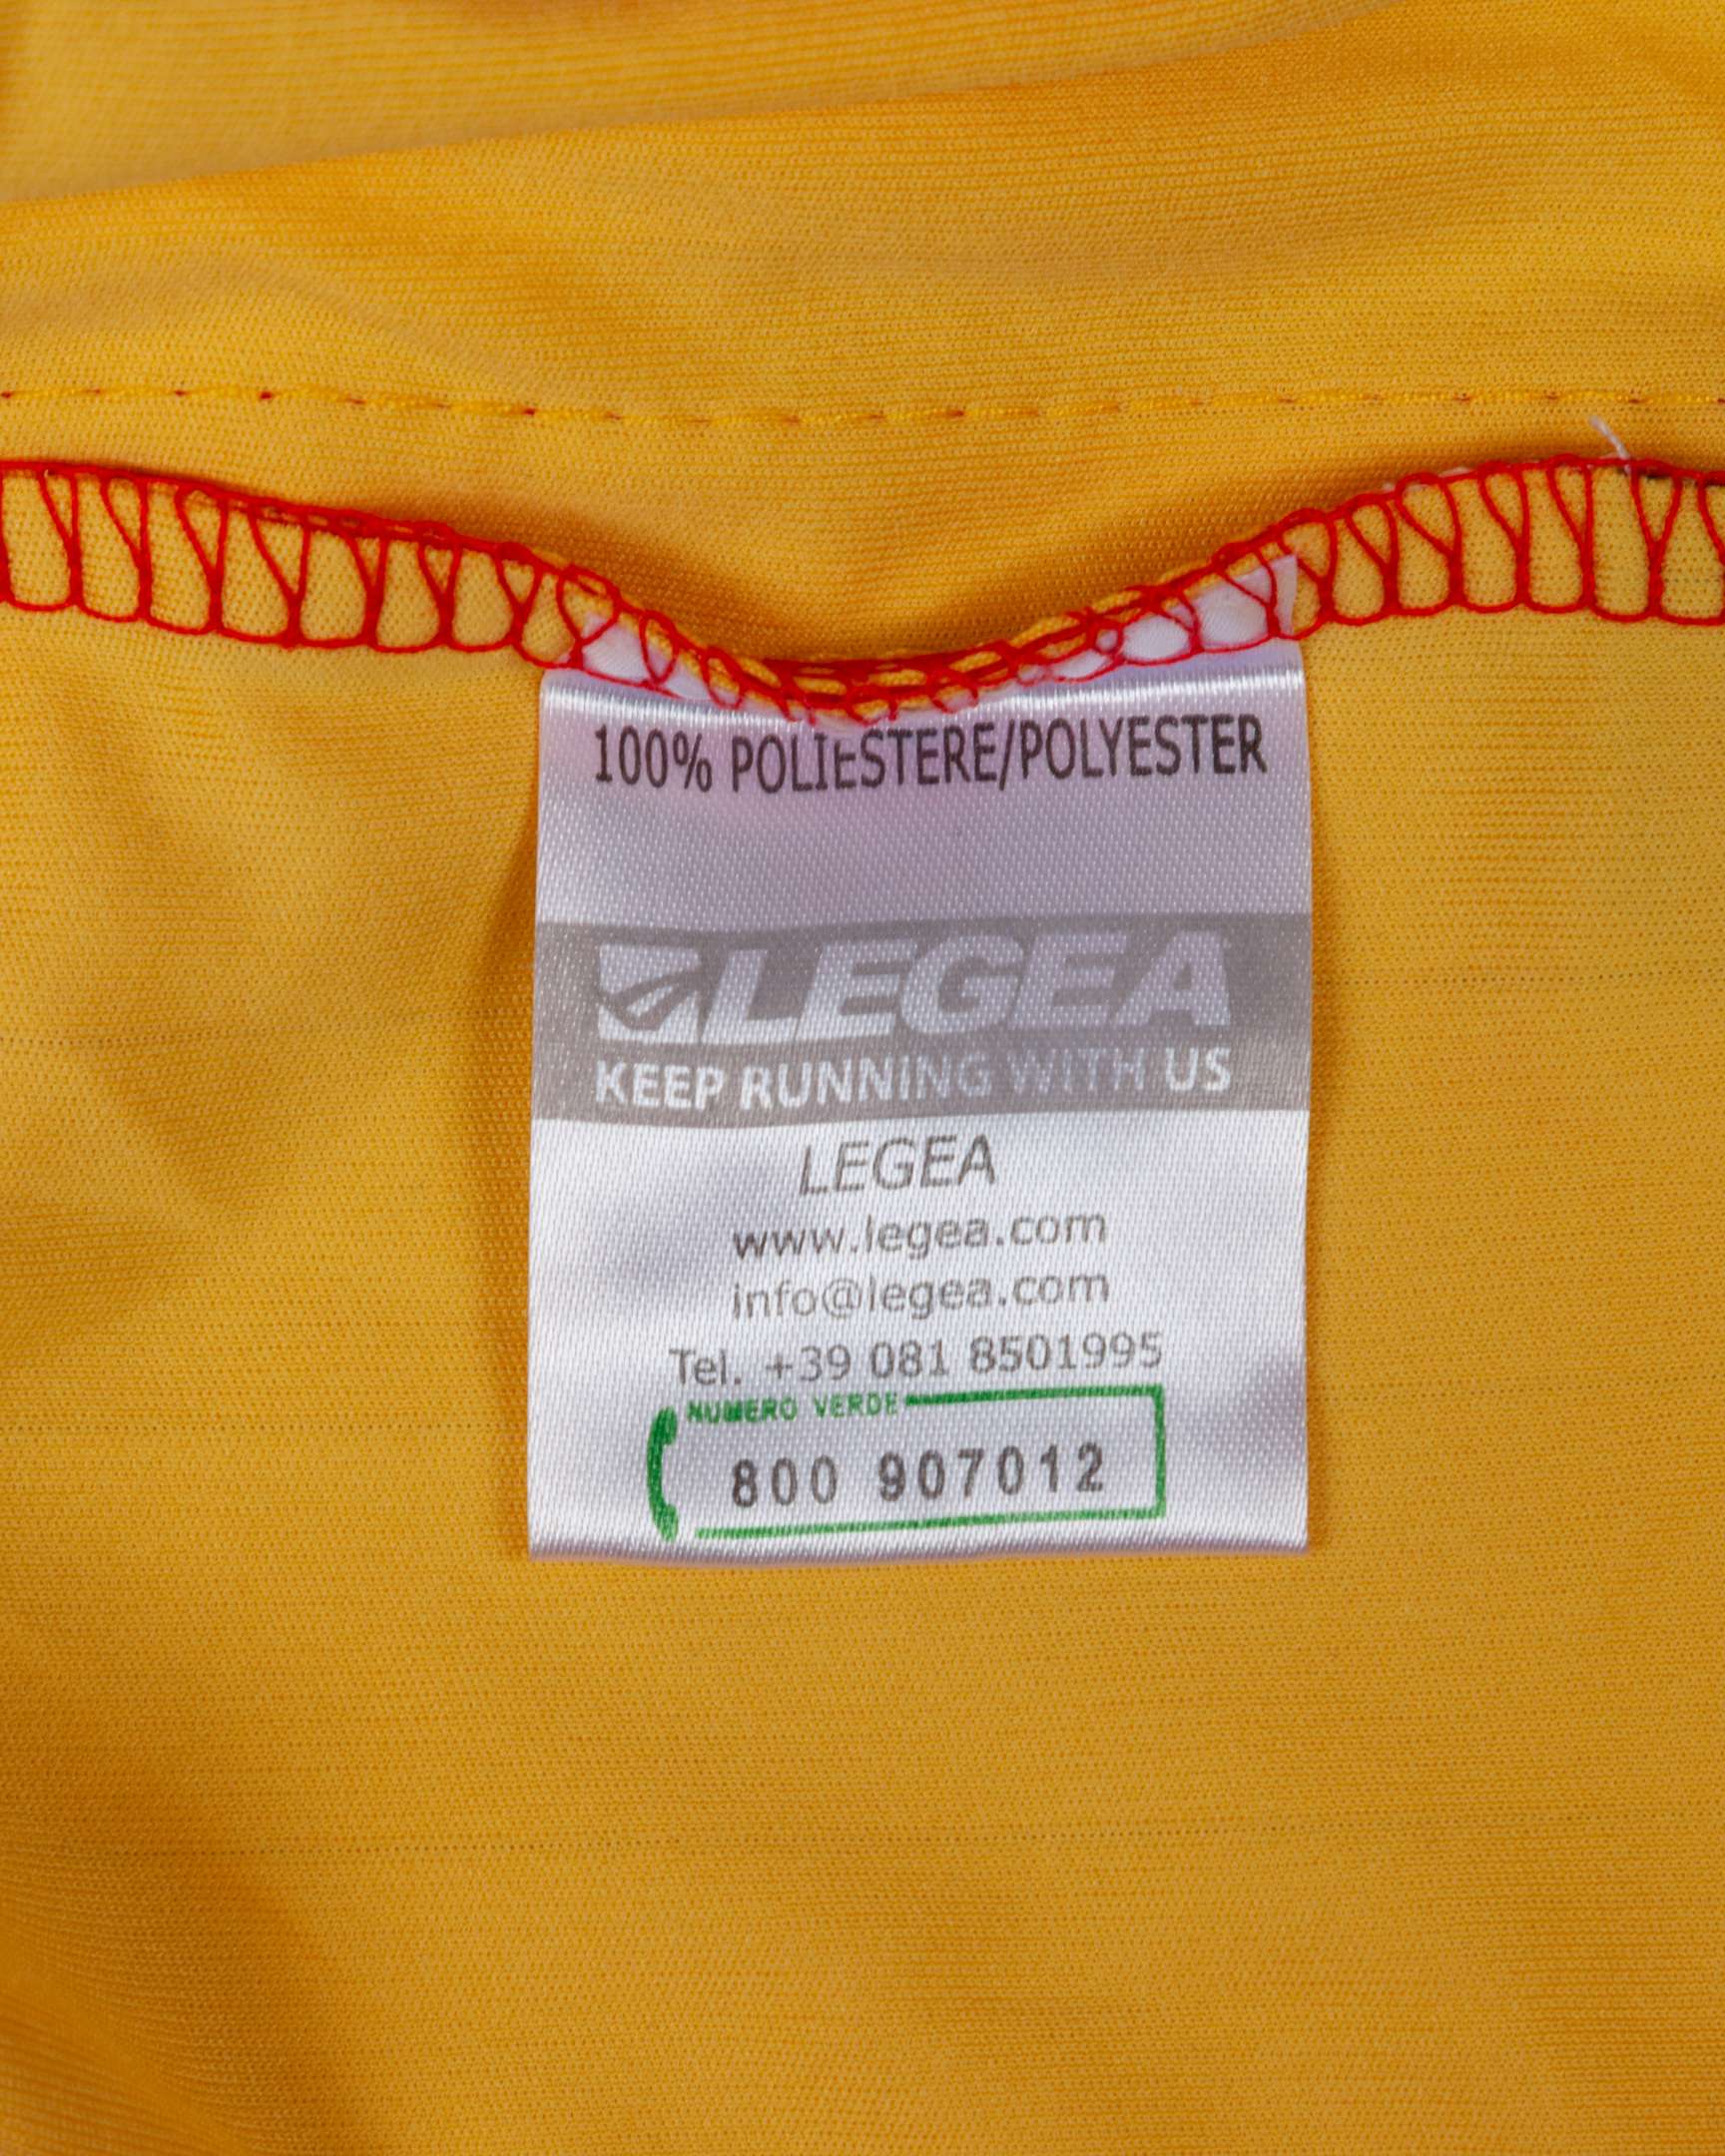 100% POLIESTERE/POLYESTER
LEGEA
KEEP RUNNING WITH US
LEGEA
www.legea.com
info@legea.com
Tel. +39 081 8501995
NUMERO VERDE
800 907012